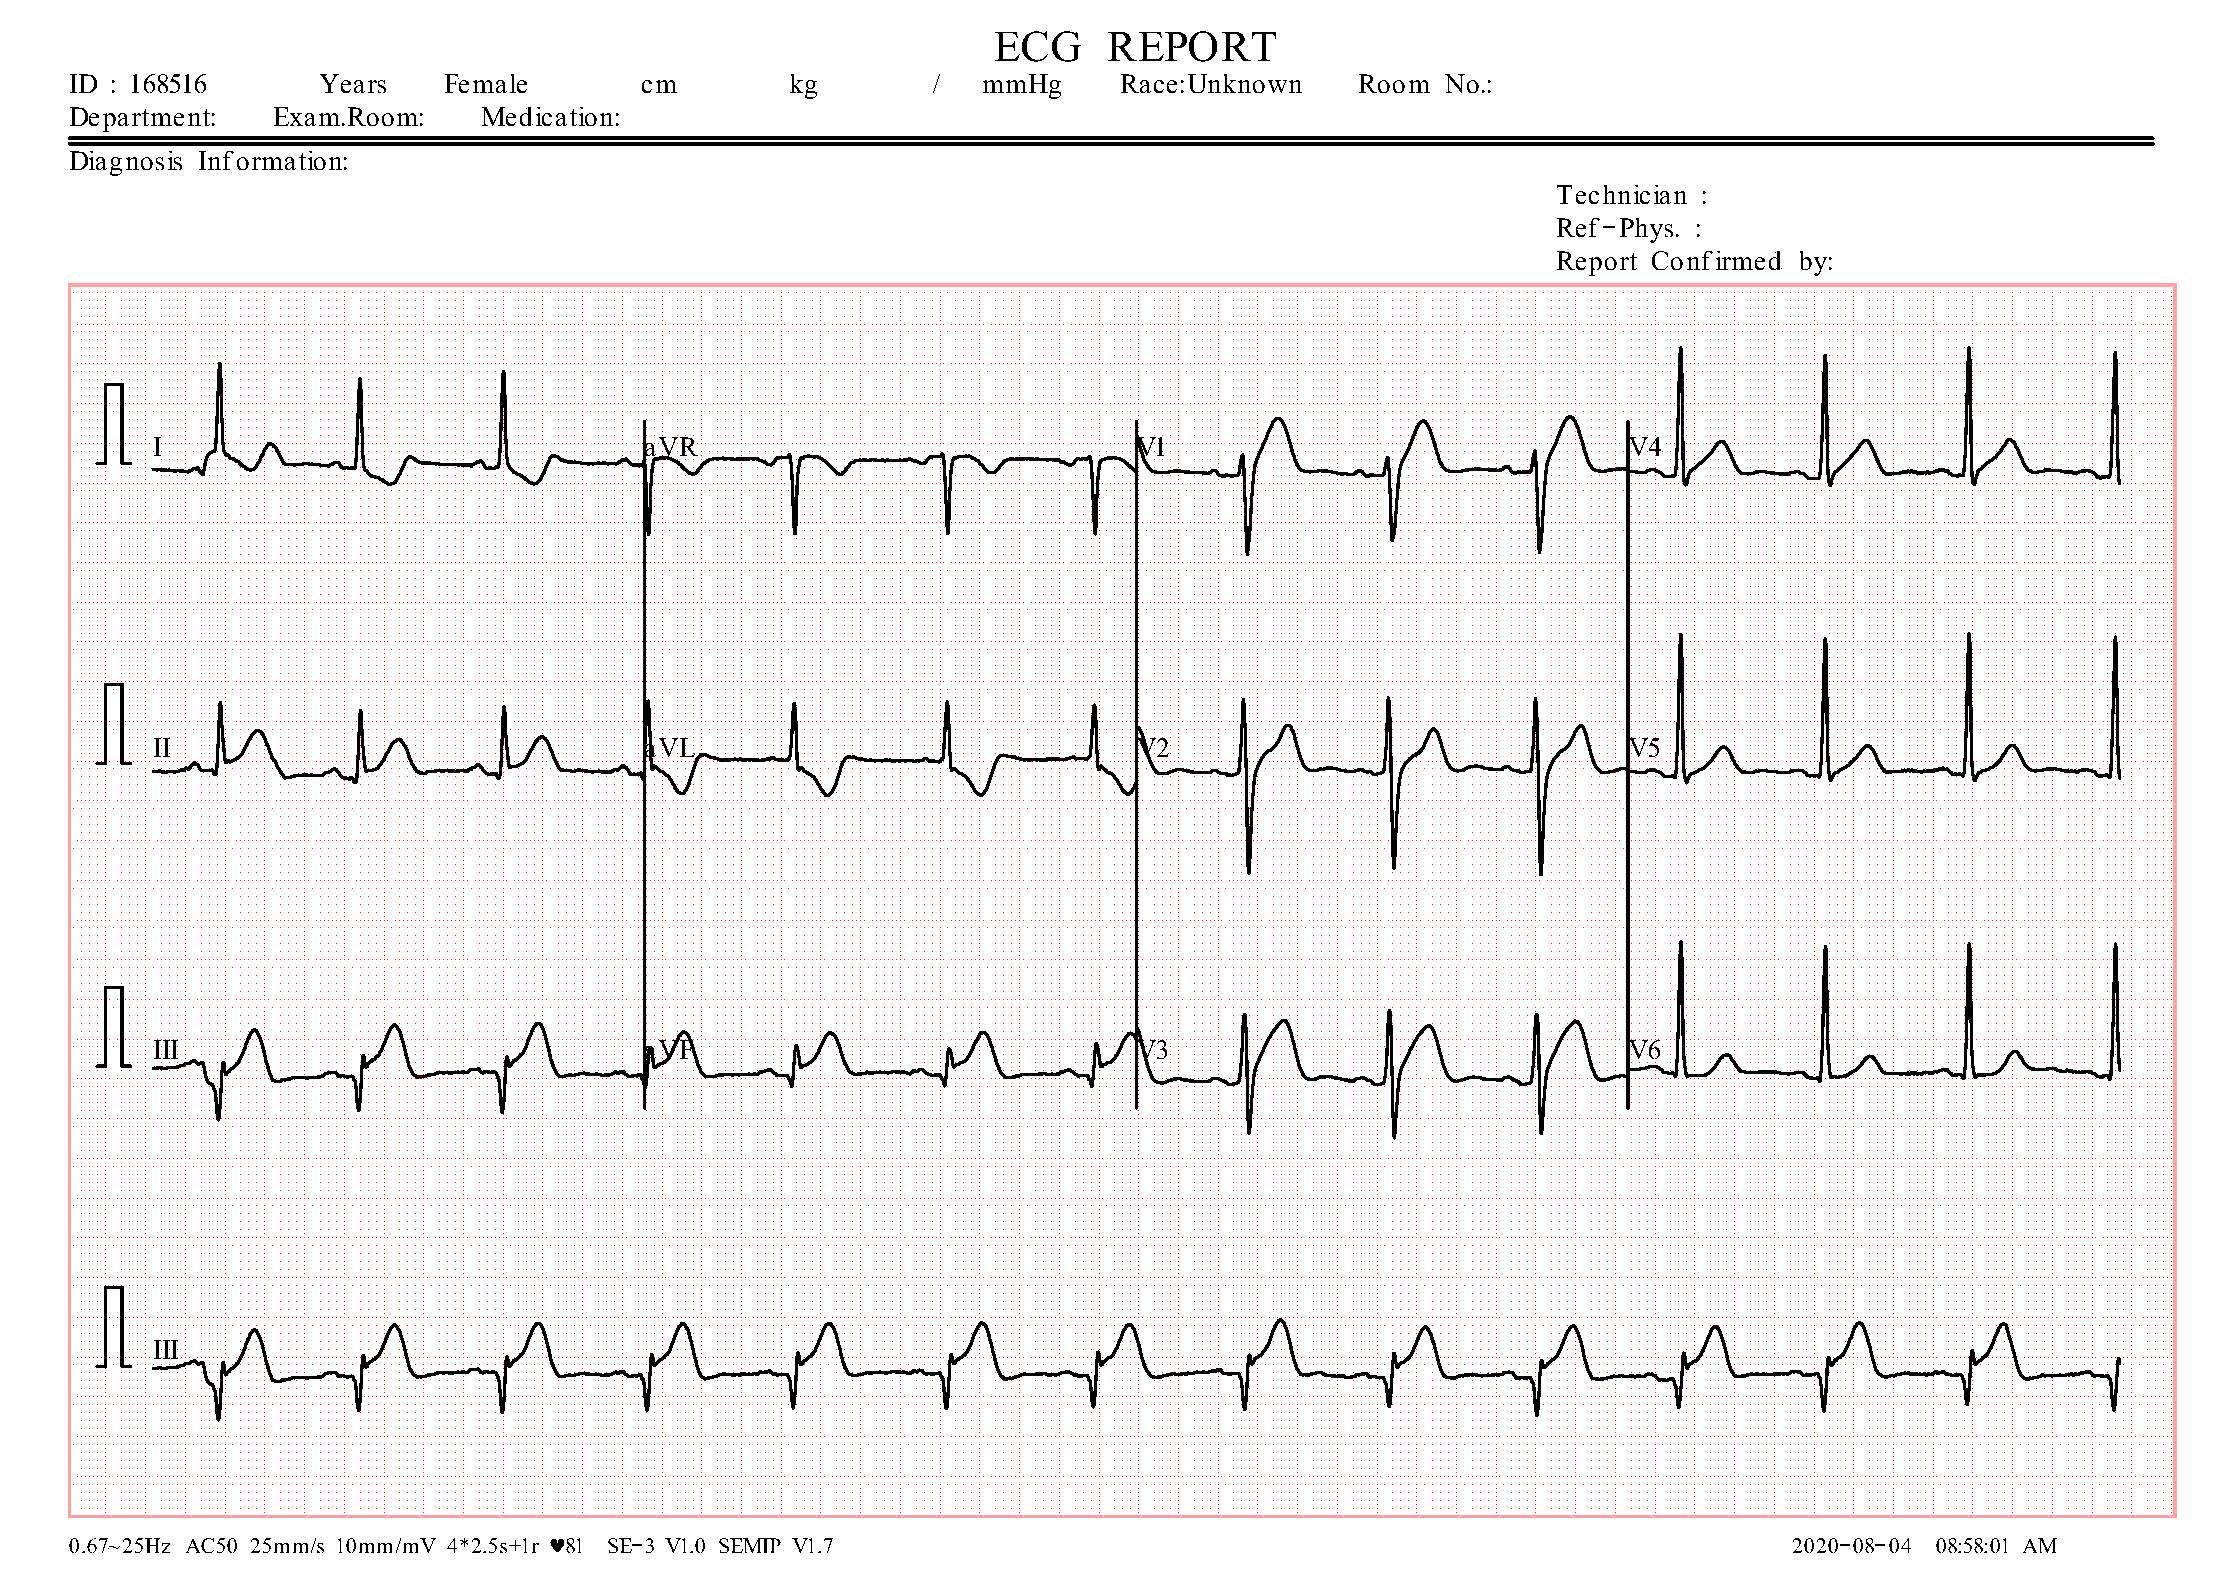 ECG REPORT
ID : 168516 Years Female cm kg / mmHg Race:Unknown Room No.:
Department: Exam.Room: Medication:
Diagnosis Information:
Technician :
Ref-Phys. :
Report Confirmed by:
I aVR V1 V4
II aVL V2 V5
III aVF V3 V6
III
0.67~25Hz AC50 25mm/s 10mm/mV 4*2.5s+1r ♥81 SE-3 V1.0 SEMIP V1.7 2020-08-04 08:58:01 AM